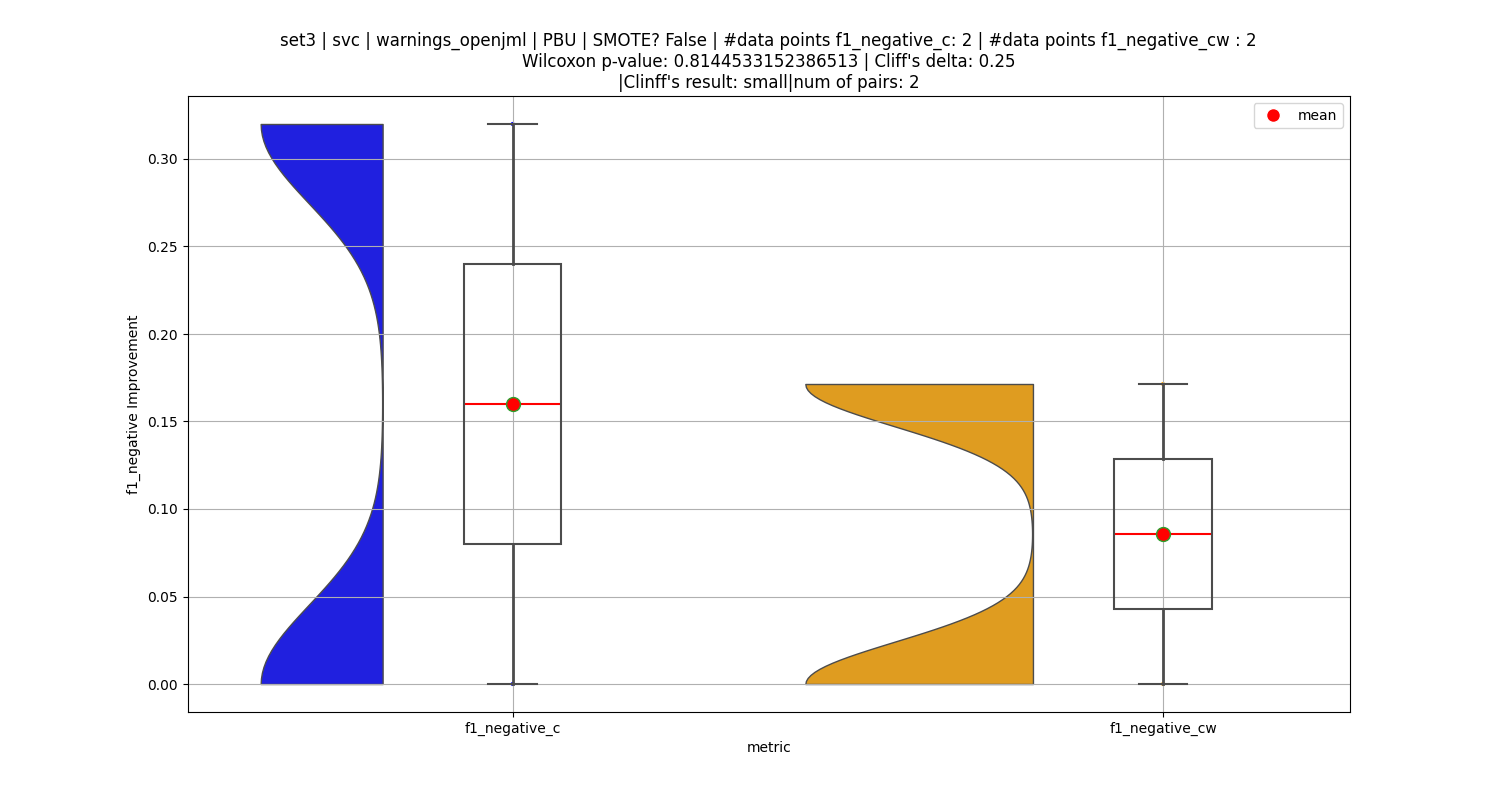 set3 | svc | warnings_openjml | PBU | SMOTE? False | #data points f1_negative_c: 2 | #data points f1_negative_cw : 2
Wilcoxon p-value: 0.8144533152386513 | Cliff's delta: 0.25
|Clinff's result: small|num of pairs: 2
mean
0.30
0.25
0.20
0.15
0.10
0.05
0.00
f1_negative Improvement
f1_negative_c
f1_negative_cw
metric